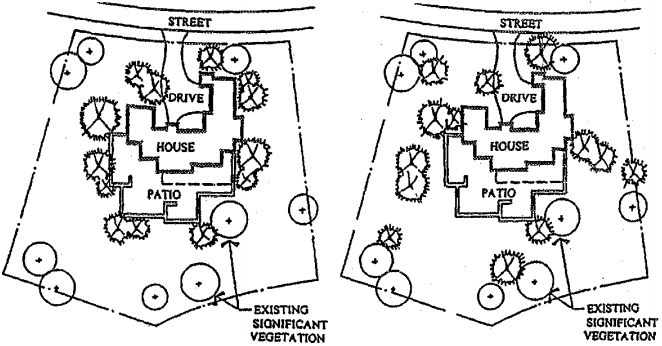 STREET
DRIVE
HOUSE
PATIO
EXISTING
SIGNIFICANT
VEGETATION
STREET
DRIVE
HOUSE
PATIO
EXISTING
SIGNIFICANT
VEGETATION